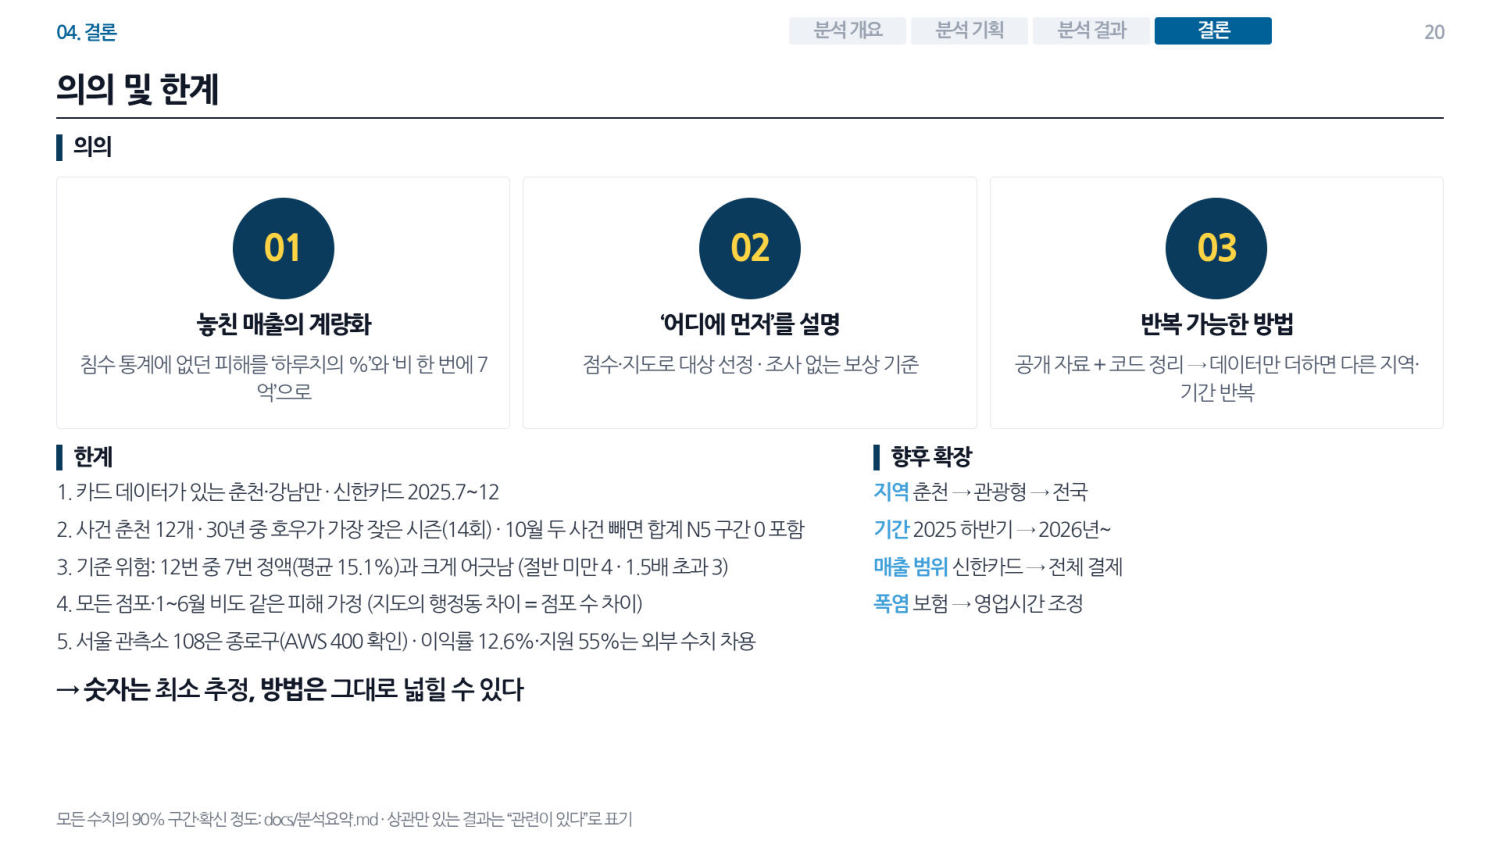 04. 결론
분석 개요
분석 기획
분석 결과
결론
20
의의 및 한계
의의
01
놓친 매출의 계량화
침수 통계에 없던 피해를 ‘하루치의 %’와 ‘비 한 번에 7
억’으로
02
‘어디에 먼저’를 설명
점수·지도로 대상 선정 · 조사 없는 보상 기준
03
반복 가능한 방법
공개 자료 + 코드 정리 → 데이터만 더하면 다른 지역·
기간 반복
한계
1. 카드 데이터가 있는 춘천·강남만 · 신한카드 2025.7~12
2. 사건 춘천 12개 · 30년 중 호우가 가장 잦은 시즌(14회) · 10월 두 사건 빼면 합계 N5 구간 0 포함
3. 기준 위험: 12번 중 7번 정액(평균 15.1%)과 크게 어긋남 (절반 미만 4 · 1.5배 초과 3)
4. 모든 점포·1~6월 비도 같은 피해 가정 (지도의 행정동 차이 = 점포 수 차이)
5. 서울 관측소 108은 종로구(AWS 400 확인) · 이익률 12.6%·지원 55%는 외부 수치 차용
→ 숫자는 최소 추정, 방법은 그대로 넓힐 수 있다
향후 확장
지역 춘천 → 관광형 → 전국
기간 2025 하반기 → 2026년~
매출 범위 신한카드 → 전체 결제
폭염 보험 → 영업시간 조정
모든 수치의 90% 구간·확신 정도: docs/분석요약.md · 상관만 있는 결과는 “관련이 있다”로 표기